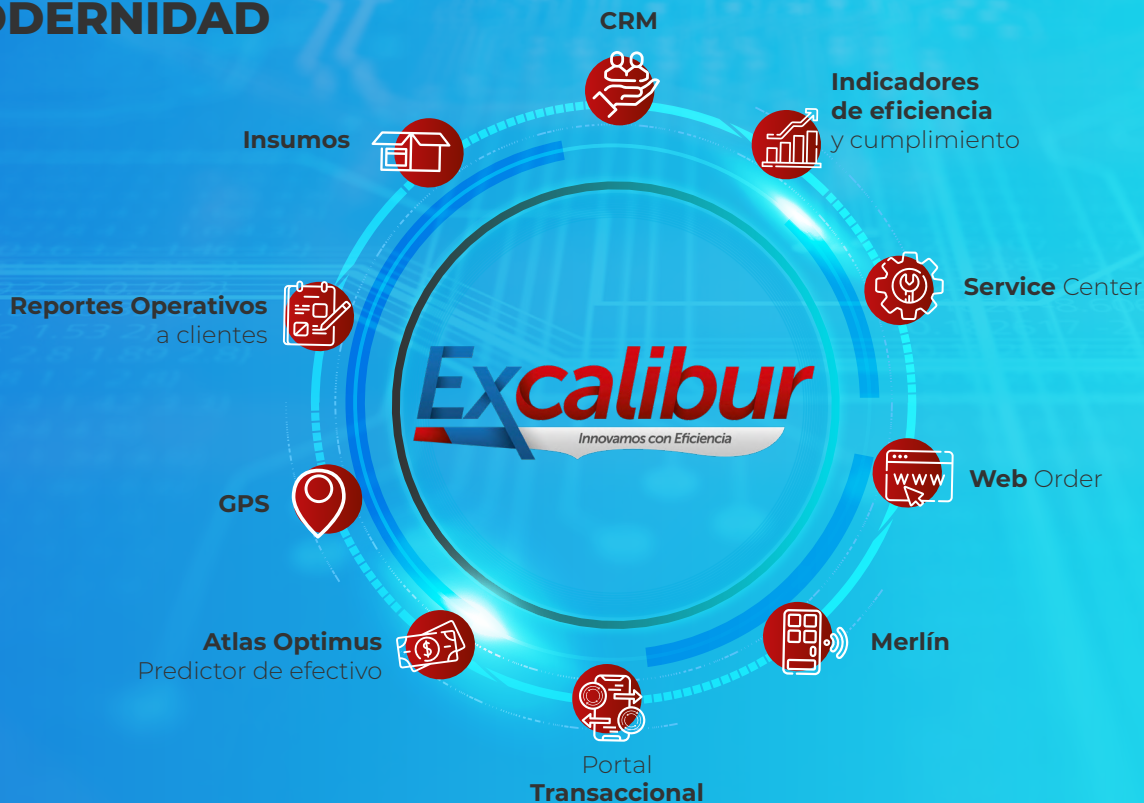 ODERNIDAD
CRM
Indicadores
de eficiencia
y cumplimiento
Insumos
Service Center
Reportes Operativos
a clientes
Excalibur
Innovamos con Eficiencia
Web Order
WWW
GPS
Merlín
Atlas Optimus
Predictor de efectivo
$
Portal
Transaccional